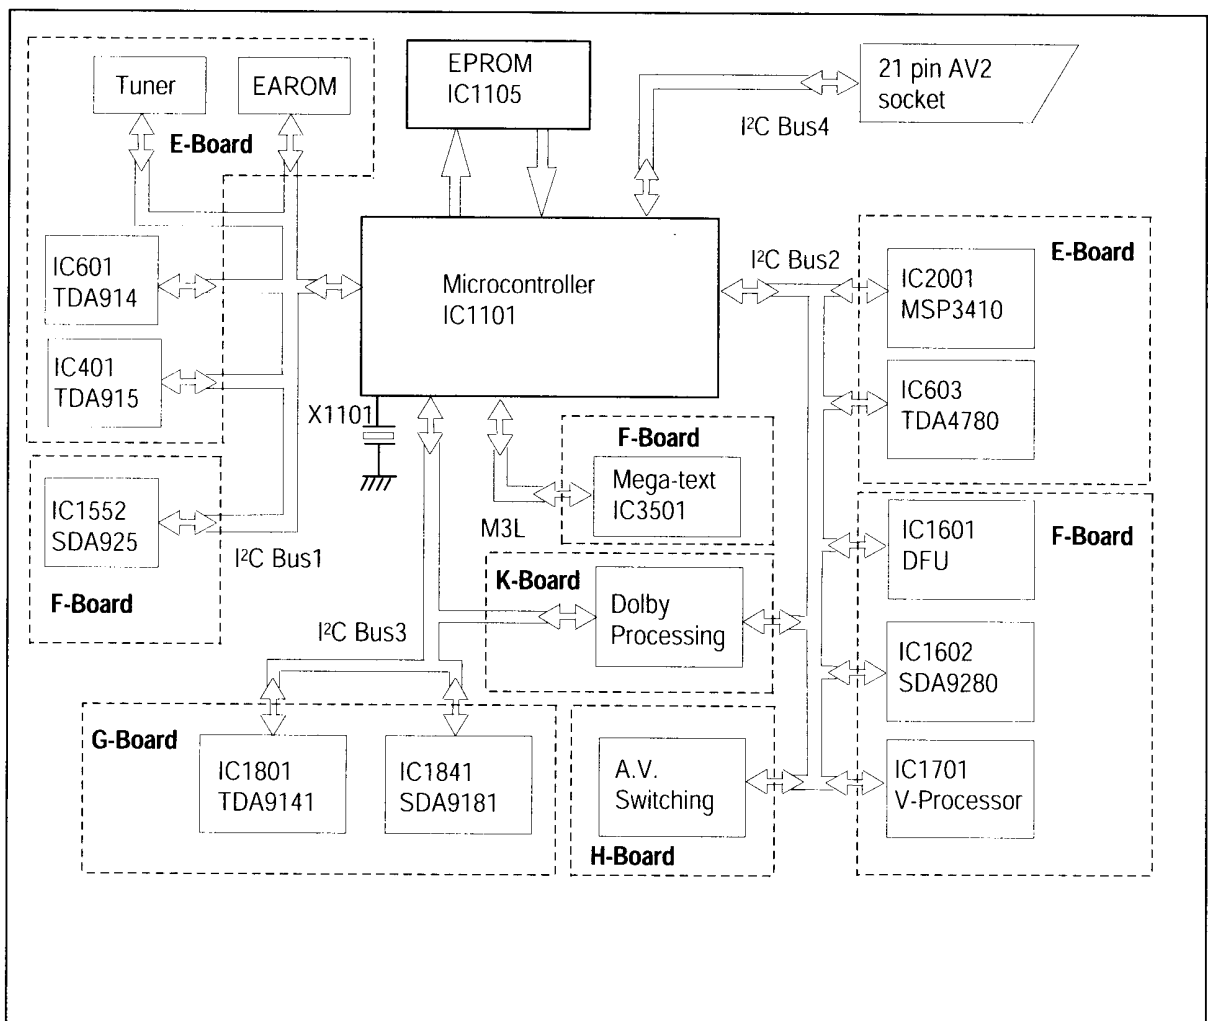 Tuner
EAROM
E-Board
EPROM
IC1105
21 pin AV2
socket
I²C Bus4
IC601
TDA914
IC401
TDA915
Microcontroller
IC1101
I²C Bus2
E-Board
IC2001
MSP3410
IC603
TDA4780
X1101
F-Board
Mega-text
IC3501
M3L
IC1552
SDA925
I²C Bus1
F-Board
K-Board
Dolby
Processing
F-Board
IC1601
DFU
IC1602
SDA9280
IC1701
V-Processor
I²C Bus3
G-Board
IC1801
TDA9141
IC1841
SDA9181
A.V.
Switching
H-Board